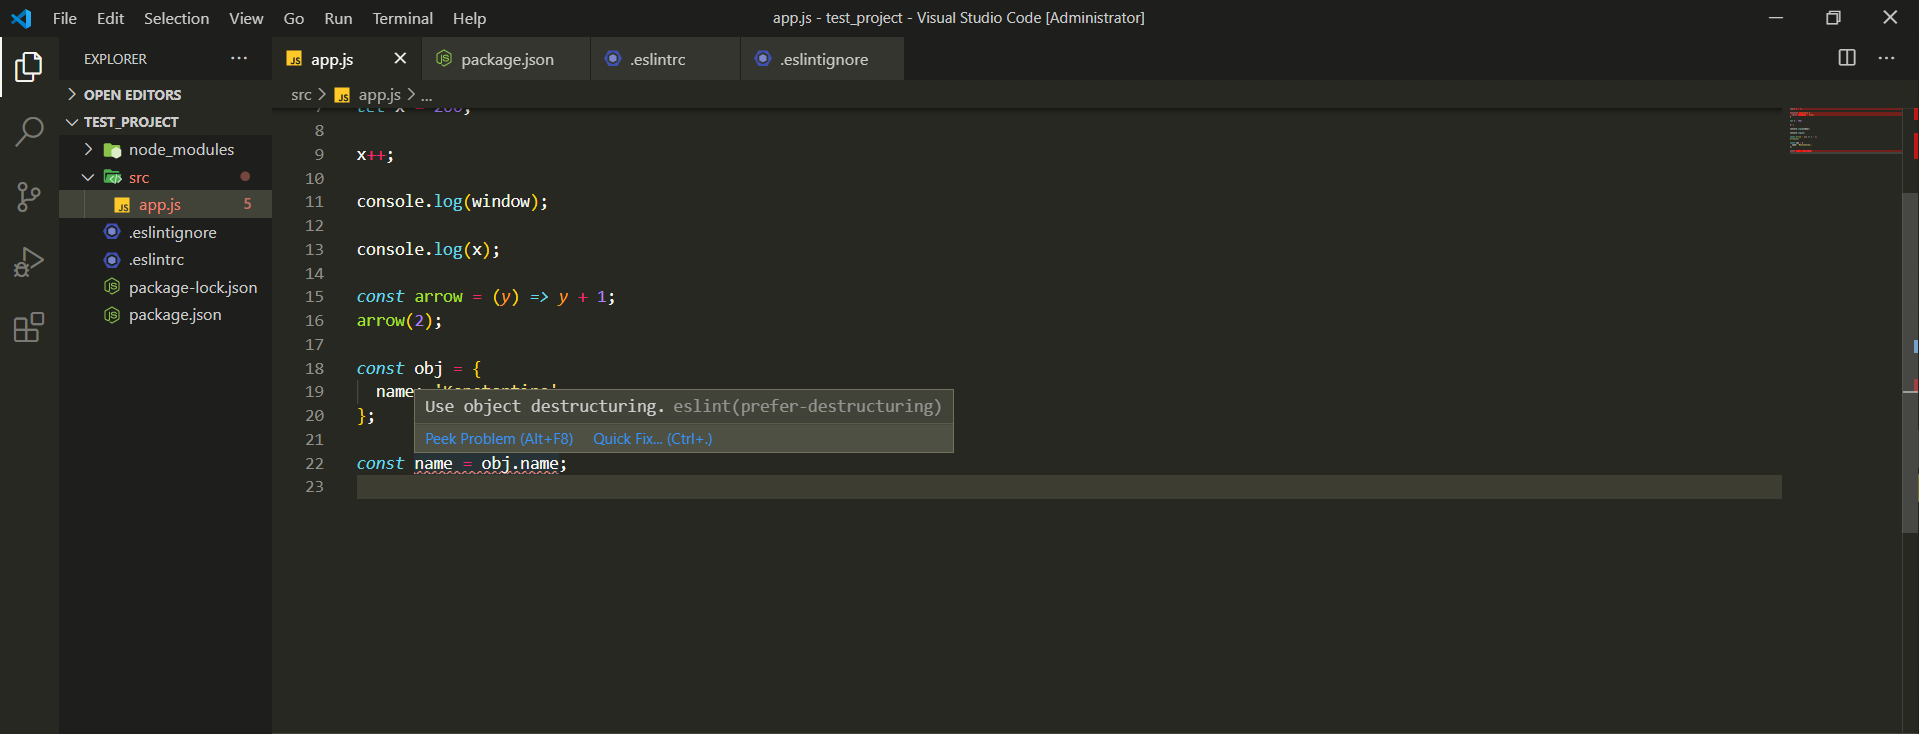 File Edit Selection View Go Run Terminal Help
app.js - test_project - Visual Studio Code [Administrator]
EXPLORER
OPEN EDITORS
TEST_PROJECT
node_modules
src
app.js 5
.eslintignore
.eslintrc
package-lock.json
package.json
app.js package.json .eslintrc .eslintignore
src > app.js > ...
8
9 x++;
10
11 console.log(window);
12
13 console.log(x);
14
15 const arrow = (y) => y + 1;
16 arrow(2);
17
18 const obj = {
19 name:
20 };
21
22 const name = obj.name;
23
Use object destructuring. eslint(prefer-destructuring)
Peek Problem (Alt+F8) Quick Fix... (Ctrl+.)